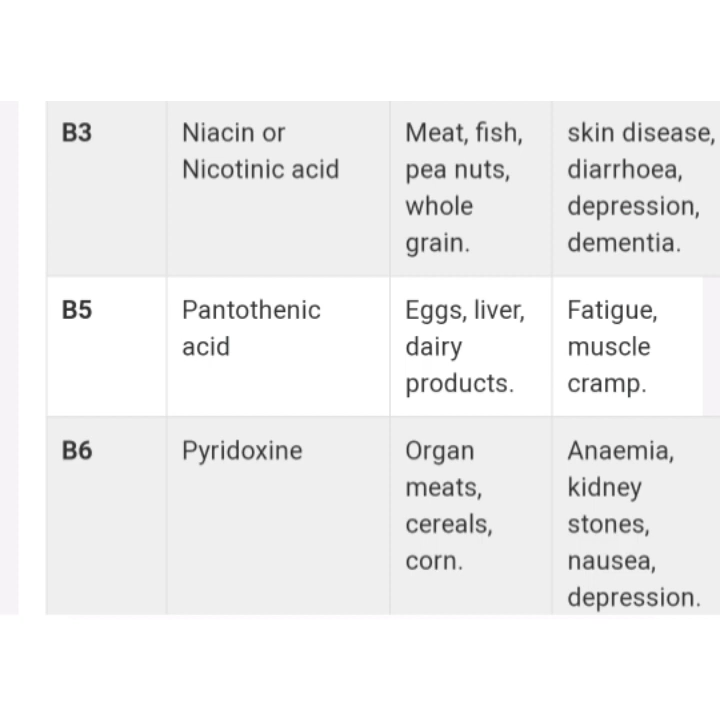 B3
Niacin or
Nicotinic acid
Meat, fish,
pea nuts,
whole
grain.
skin disease,
diarrhoea,
depression,
dementia.
B5
Pantothenic
acid
Eggs, liver,
dairy
products.
Fatigue,
muscle
cramp.
B6
Pyridoxine
Organ
meats,
cereals,
corn.
Anaemia,
kidney
stones,
nausea,
depression.